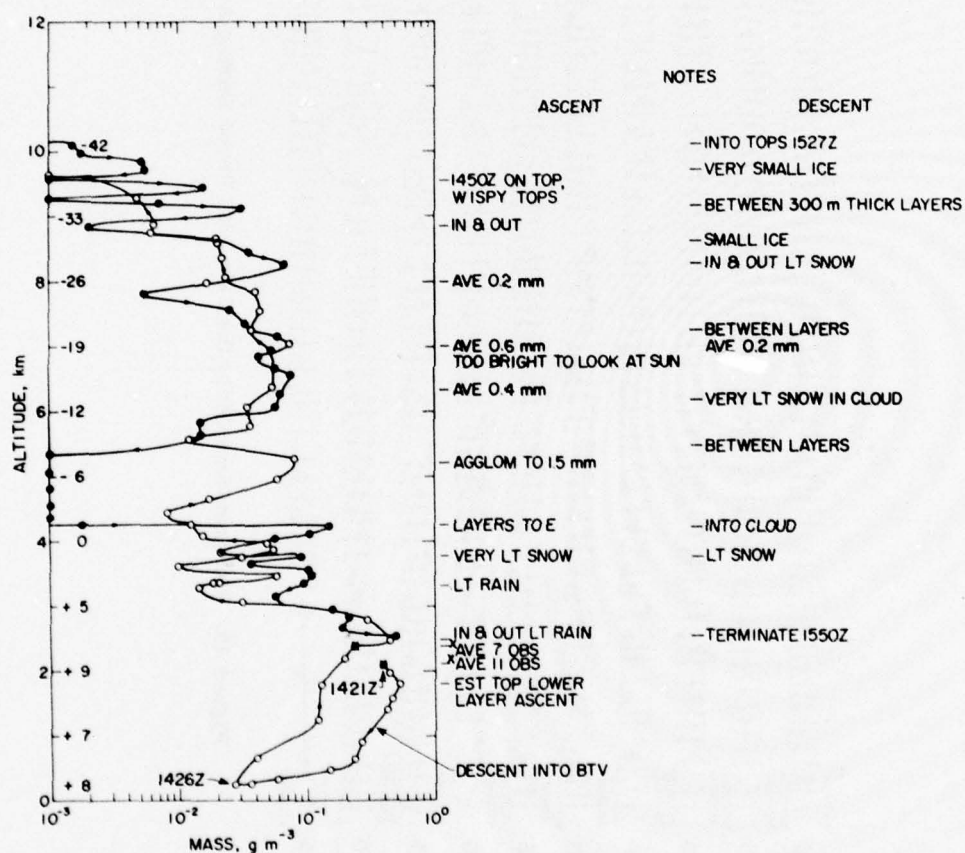 NOTES
ASCENT
DESCENT
12
10
8
6
4
2
0
ALTITUDE, km
-42
-33
-26
-19
-12
-6
0
+5
+9
+7
+8
1450Z ON TOP,
WISPY TOPS
IN & OUT
AVE 0.2 mm
AVE 0.6 mm
TOO BRIGHT TO LOOK AT SUN
AVE 0.4 mm
AGGLOM TO 1.5 mm
LAYERS TO E
VERY LT SNOW
LT RAIN
IN & OUT LT RAIN
X AVE 7 OBS
X AVE 11 OBS
EST TOP LOWER
LAYER ASCENT
DESCENT INTO BTV
1421Z
1426Z
INTO TOPS 1527Z
VERY SMALL ICE
BETWEEN 300 m THICK LAYERS
SMALL ICE
IN & OUT LT SNOW
BETWEEN LAYERS
AVE 0.2 mm
VERY LT SNOW IN CLOUD
BETWEEN LAYERS
INTO CLOUD
LT SNOW
TERMINATE 1550Z
10⁻³ 10⁻² 10⁻¹ 10⁰
MASS, g m⁻³